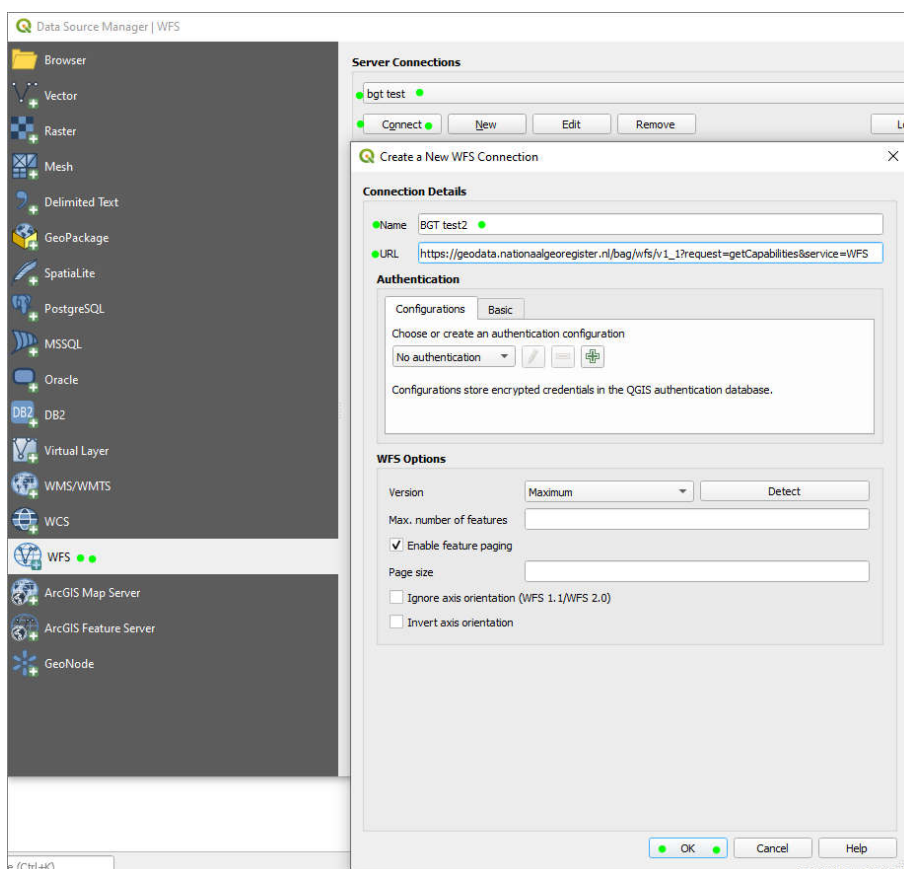 Data Source Manager | WFS
Browser
Vector
Raster
Mesh
Delimited Text
GeoPackage
SpatiaLite
PostgreSQL
MSSQL
Oracle
DB2 DB2
Virtual Layer
WMS/WMTS
WCS
WFS
ArcGIS Map Server
ArcGIS Feature Server
GeoNode
Server Connections
bgt test
Connect New Edit Remove
Create a New WFS Connection
Connection Details
Name BGT test2
URL https://geodata.nationaalgeoregister.nl/bag/wfs/v1_1?request=getCapabilities&service=WFS
Authentication
Configurations Basic
Choose or create an authentication configuration
No authentication
Configurations store encrypted credentials in the QGIS authentication database.
WFS Options
Version Maximum Detect
Max. number of features
Enable feature paging
Page size
Ignore axis orientation (WFS 1.1/WFS 2.0)
Invert axis orientation
OK Cancel Help
e (Ctrl+K)